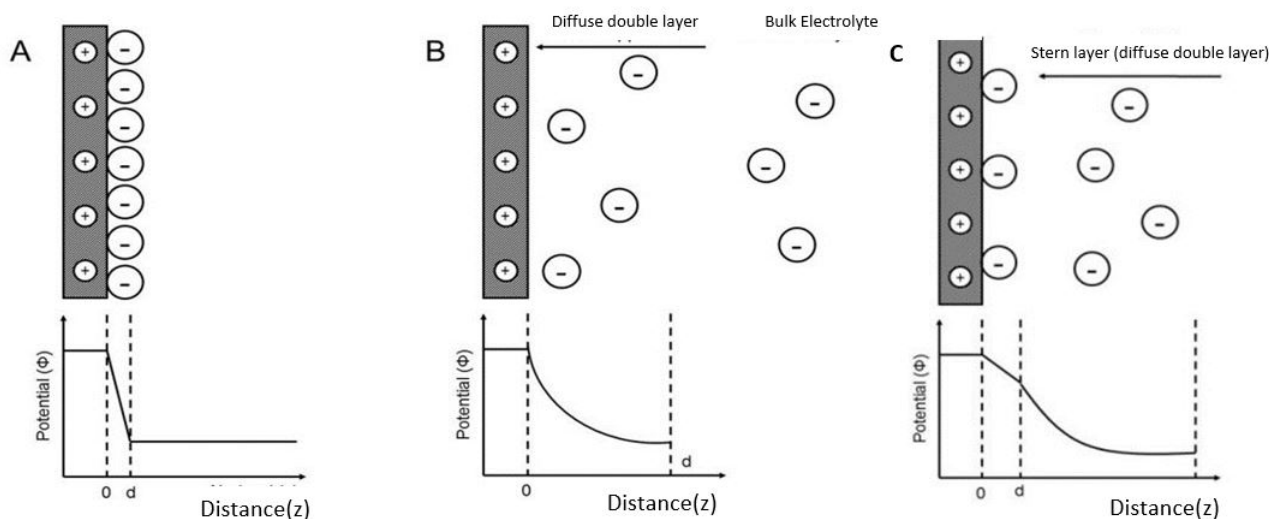 A
B
C
Diffuse double layer
Bulk Electrolyte
Stern layer (diffuse double layer)
+ - + - + - + - + - - -
+ + + + + - - - - - - -
+ + + + + - - - - - - -
Potential (Φ)
0 d
Distance(z)
Potential (Φ)
0
d
Distance(z)
Potential (Φ)
0 d
Distance(z)